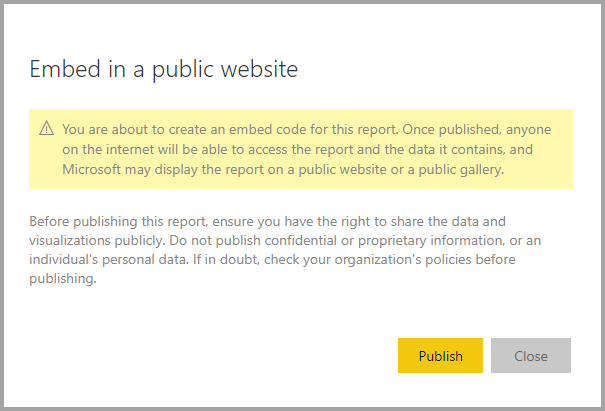 Embed in a public website
You are about to create an embed code for this report. Once published, anyone
on the internet will be able to access the report and the data it contains, and
Microsoft may display the report on a public website or a public gallery.
Before publishing this report, ensure you have the right to share the data and
visualizations publicly. Do not publish confidential or proprietary information, or an
individual's personal data. If in doubt, check your organization's policies before
publishing.
Publish
Close